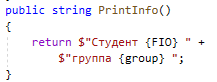 public string PrintInfo()
{
return $"Студент {FIO} " +
$"группа {group} ";
}